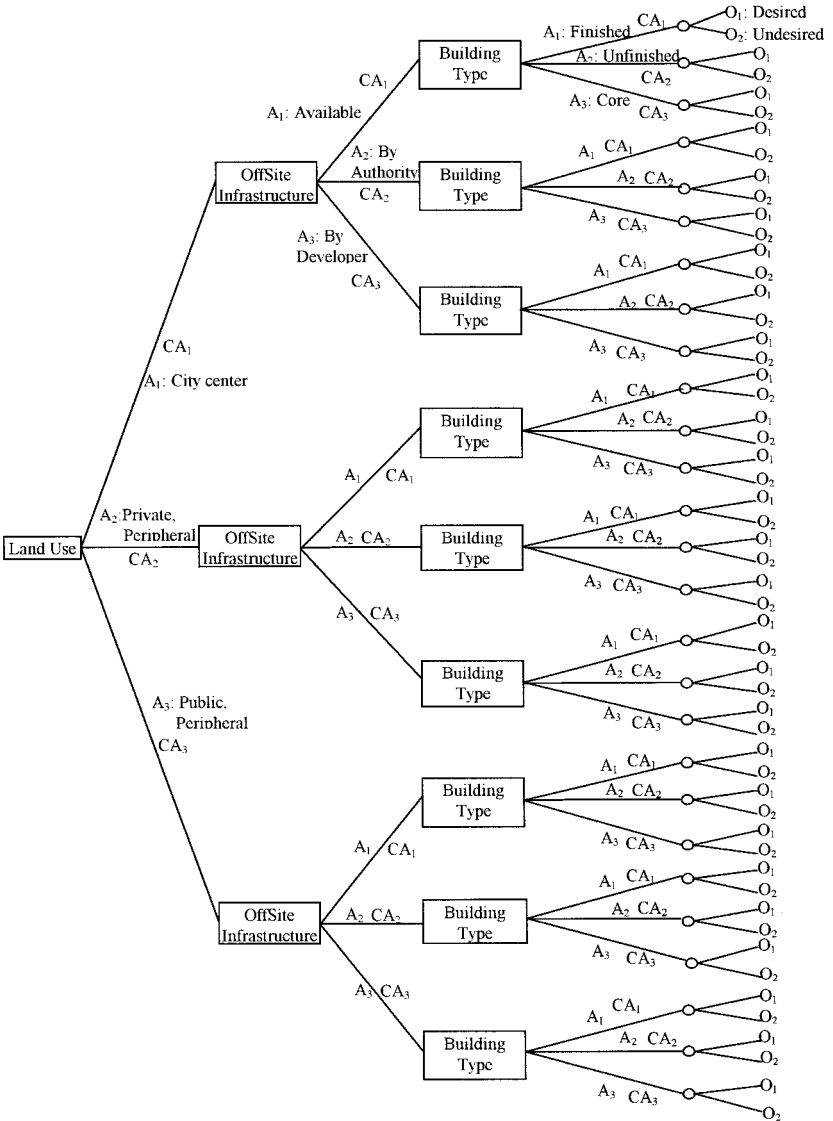 O₁: Desired
CA₁
A₁: Finished
O₂: Undesired
Building
Type
A₂: Unfinished
O₁
CA₂
O₂
CA₁
A₃: Core
O₁
CA₃
O₂
A₁: Available
O₁
A₁ CA₁
O₂
A₂: By
Authority
CA₂
OffSite
Infrastructure
Building
Type
A₂ CA₂
O₁
O₂
A₃ CA₃
O₁
O₂
A₃: By
Developer
CA₃
O₁
A₁ CA₁
O₂
Building
Type
A₂ CA₂
O₁
O₂
A₃ CA₃
O₁
O₂
CA₁
A₁: City center
O₁
A₁ CA₁
O₂
Building
Type
A₂ CA₂
O₁
O₂
A₃ CA₃
O₁
O₂
A₁ CA₁
A₂:Private,
Peripheral
CA₂
Land Use
OffSite
Infrastructure
O₁
A₁ CA₁
O₂
A₂ CA₂
Building
Type
A₂ CA₂
O₁
O₂
A₃ CA₃
O₁
O₂
A₃ CA₃
O₁
A₁ CA₁
O₂
Building
Type
A₂ CA₂
O₁
O₂
A₃ CA₃
O₁
O₂
A₃: Public,
Peripheral
CA₃
O₁
A₁ CA₁
O₂
Building
Type
A₂ CA₂
O₁
O₂
A₃ CA₃
O₁
O₂
A₁ CA₁
O₁
A₁ CA₁
O₂
OffSite
Infrastructure
A₂ CA₂
Building
Type
A₂ CA₂
O₁
O₂
A₃ CA₃
O₁
O₂
A₃ CA₃
O₁
A₁ CA₁
O₂
Building
Type
A₂ CA₂
O₁
O₂
A₃ CA₃
O₁
O₂